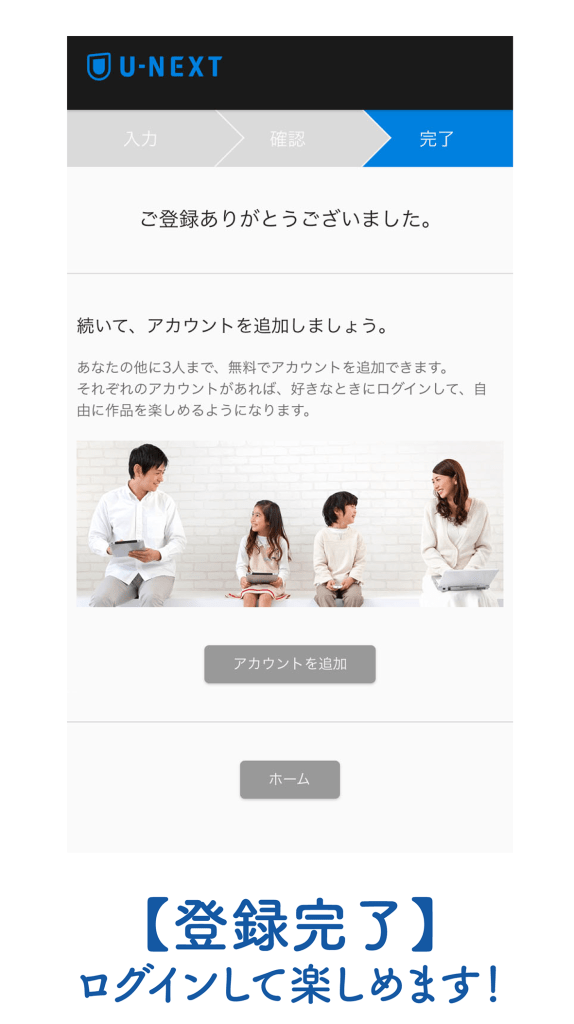 U-NEXT
入力
確認
完了
ご登録ありがとうございました。
続いて、アカウントを追加しましょう。
あなたの他に3人まで、無料でアカウントを追加できます。
それぞれのアカウントがあれば、好きなときにログインして、自
由に作品を楽しめるようになります。
アカウントを追加
ホーム
【登録完了】
ログインして楽しめます!